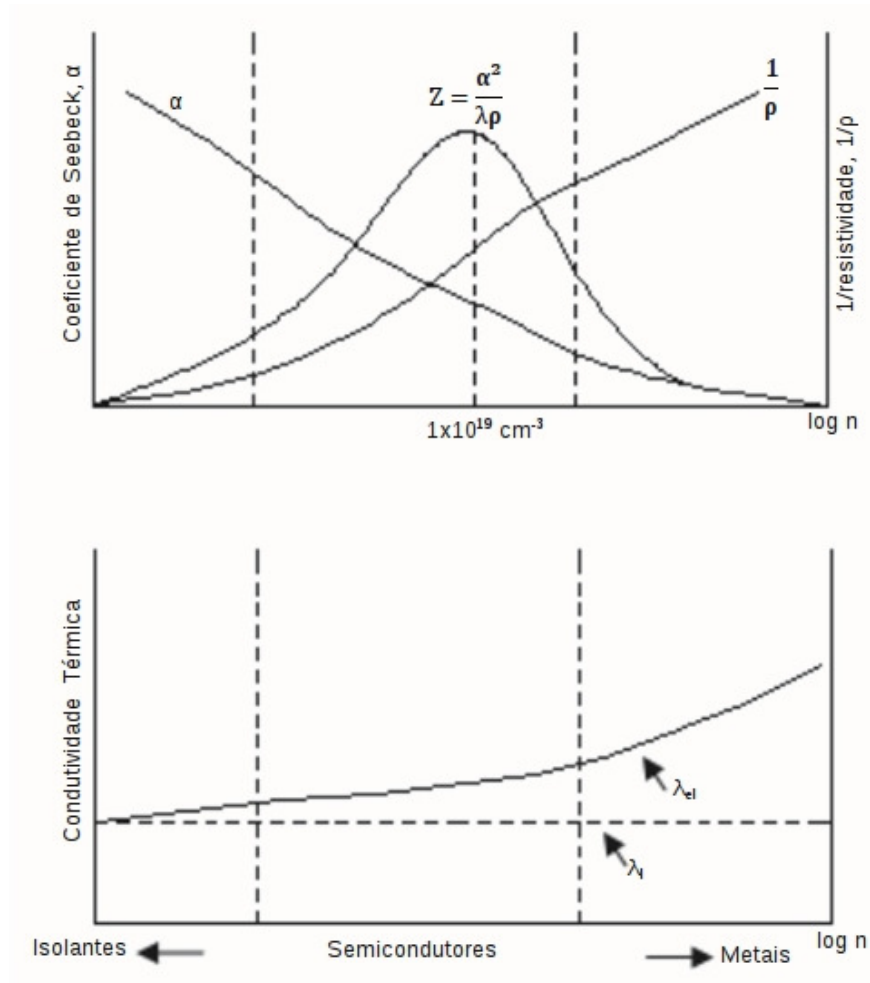 Coeficiente de Seebeck, α
α
Z = α²/λρ
1/ρ
1/resistividade, 1/ρ
1x10¹⁹ cm⁻³
log n
Condutividade Térmica
λel
λl
log n
Isolantes
Semicondutores
Metais